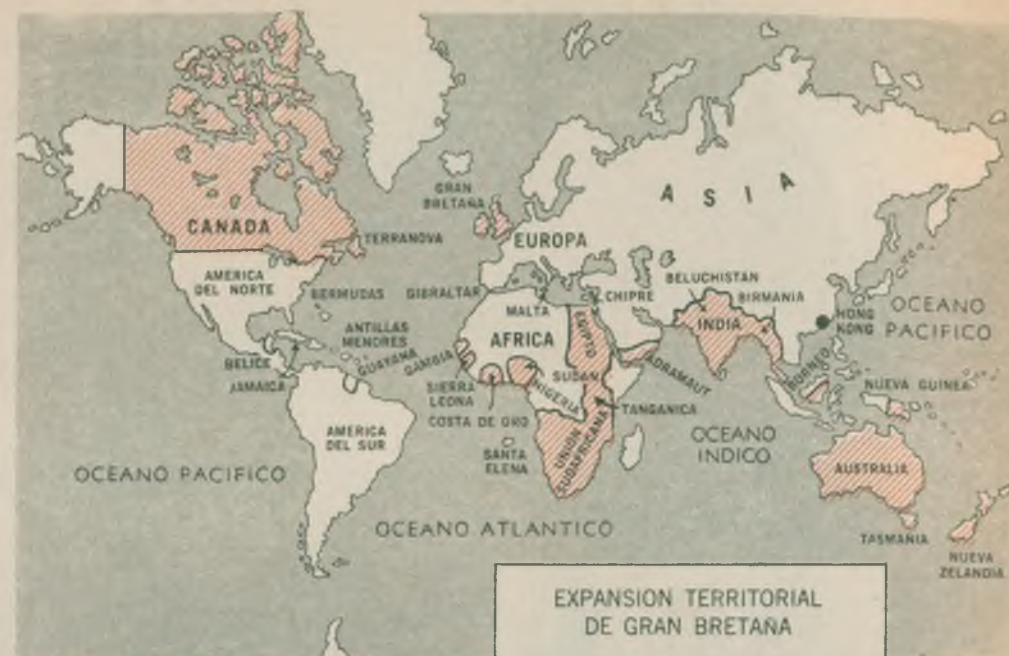 CANADA
TERRANOVA
GRAN
BRETAÑA
EUROPA
A S I A
AMERICA
DEL NORTE
BERMUDAS
GIBRALTAR
MALTA
CHIPRE
BELUCHISTAN
BIRMANIA
INDIA
HONG
KONG
OCEANO
PACIFICO
ANTILLAS
MENORES
GUAYANA
GAMBIA
AFRICA
EGIPTO
SUDAN
ADRAMAUT
BORNEO
NUEVA GUINEA
BELICE
JAMAICA
SIERRA
LEONA
NIGERIA
COSTA DE ORO
TANGANICA
AMERICA
DEL SUR
SANTA
ELENA
UNION
SUDAFRICANA
OCEANO
INDICO
AUSTRALIA
OCEANO PACIFICO
OCEANO ATLANTICO
TASMANIA
NUEVA
ZELANDIA
EXPANSION TERRITORIAL
DE GRAN BRETAÑA